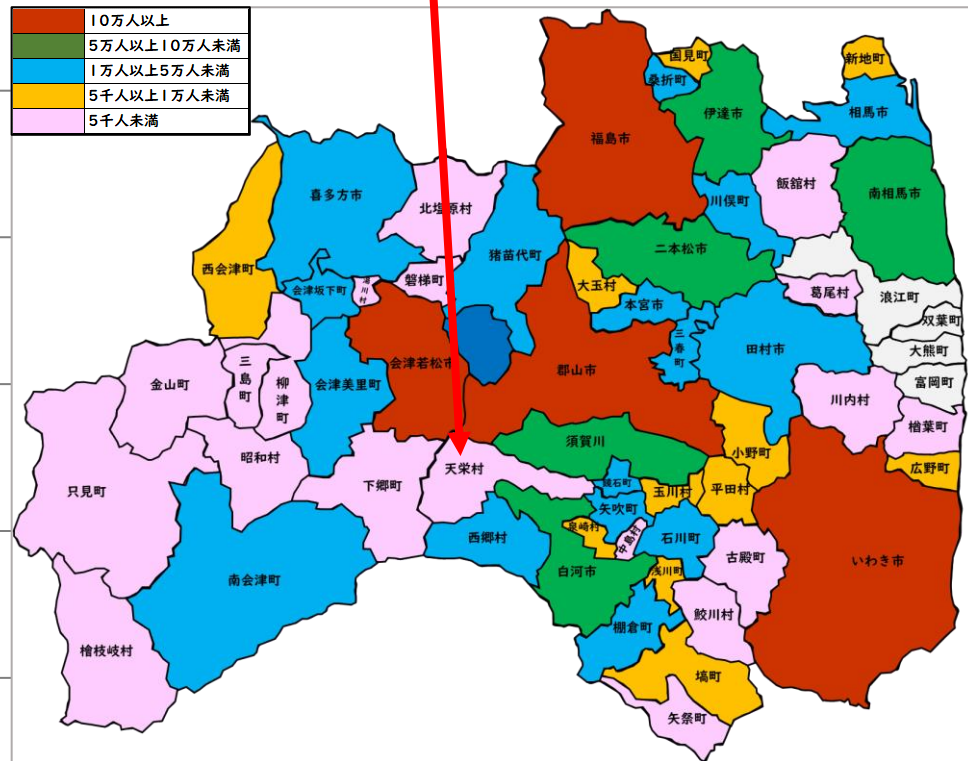 10万人以上
5万人以上10万人未満
1万人以上5万人未満
5千人以上1万人未満
5千人未満
国見町
新地町
桑折町
伊達市
相馬市
福島市
飯舘村
南相馬市
喜多方市
川俣町
北塩原村
二本松市
猪苗代町
西会津町
磐梯町
大玉村
会津坂下町
湯川村
葛尾村
浪江町
本宮市
双葉町
三春町
田村市
大熊町
会津若松市
郡山市
三島町
柳津町
金山町
会津美里町
富岡町
川内村
楢葉町
須賀川
小野町
昭和村
天栄村
広野町
下郷町
只見町
鏡石町
玉川村
平田村
矢吹町
泉崎村
中島村
西郷村
石川町
古殿町
いわき市
白河市
浅川町
南会津町
鮫川村
棚倉町
檜枝岐村
塙町
矢祭町